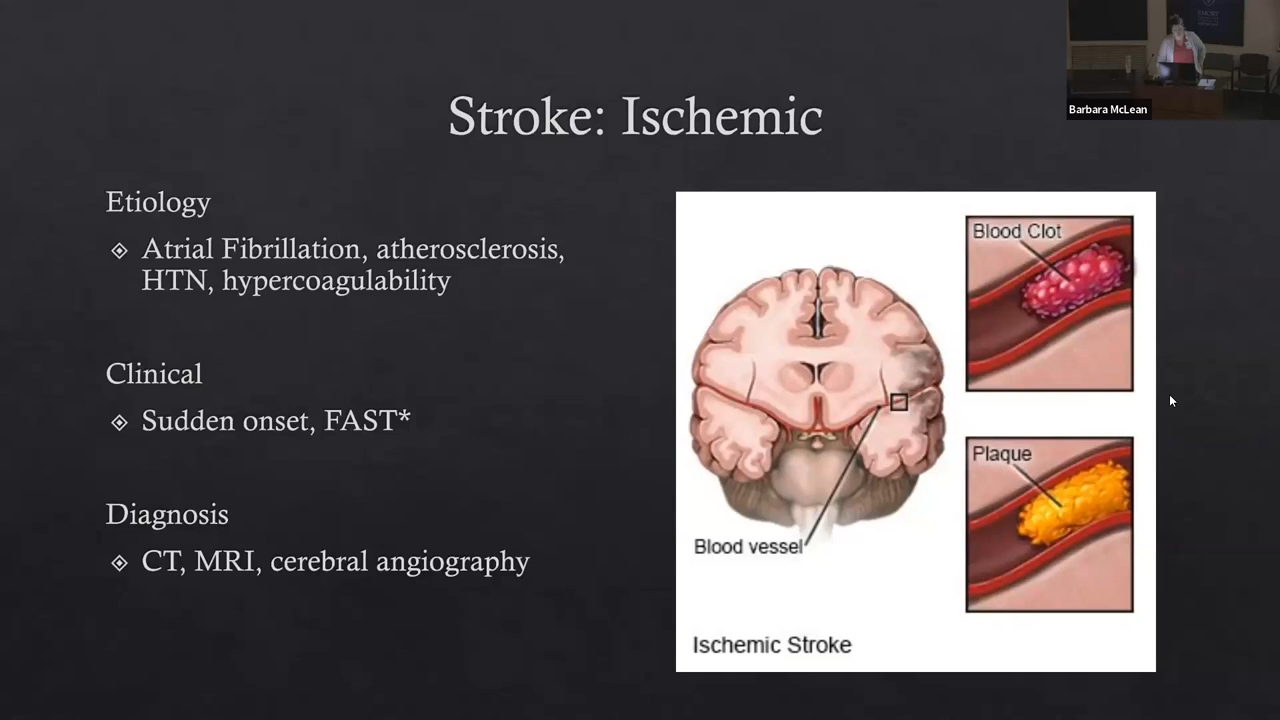 Stroke: Ischemic
Etiology
Atrial Fibrillation, atherosclerosis,
HTN, hypercoagulability
Clinical
Sudden onset, FAST*
Diagnosis
CT, MRI, cerebral angiography
Blood Clot
Plaque
Blood vessel
Ischemic Stroke
Barbara McLean